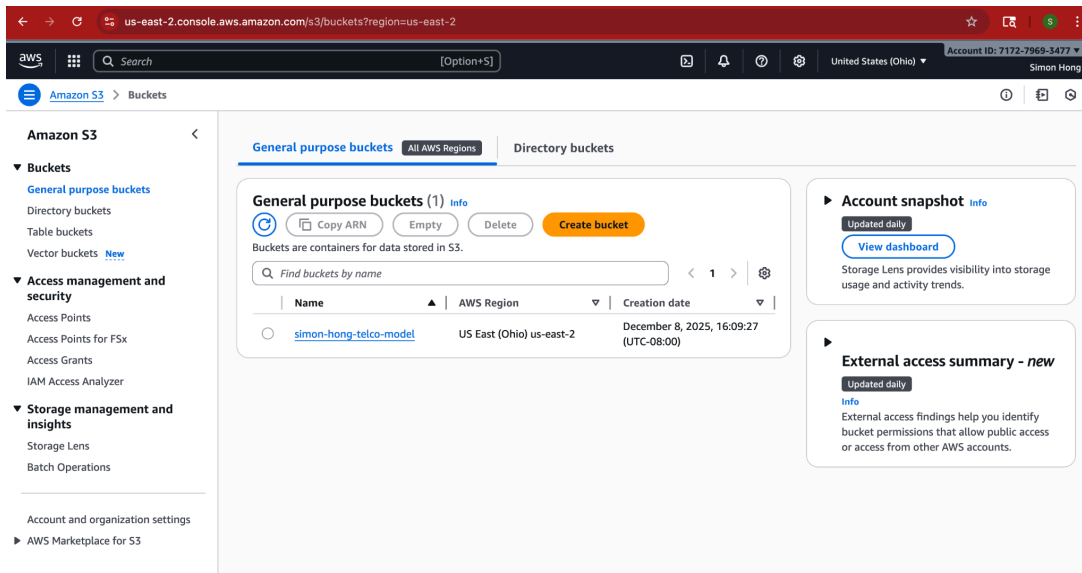 us-east-2.console.aws.amazon.com/s3/buckets?region=us-east-2
S
aws
Search
[Option+S]
United States (Ohio)
Account ID: 7172-7969-3477
Simon Hong
Amazon S3 > Buckets
Amazon S3
Buckets
General purpose buckets
Directory buckets
Table buckets
Vector buckets New
Access management and
security
Access Points
Access Points for FSx
Access Grants
IAM Access Analyzer
Storage management and
insights
Storage Lens
Batch Operations
Account and organization settings
AWS Marketplace for S3
General purpose buckets All AWS Regions
Directory buckets
General purpose buckets (1) Info
Copy ARN Empty Delete Create bucket
Buckets are containers for data stored in S3.
Find buckets by name
1
Name AWS Region Creation date
simon-hong-telco-model US East (Ohio) us-east-2 December 8, 2025, 16:09:27
(UTC-08:00)
Account snapshot Info
Updated daily
View dashboard
Storage Lens provides visibility into storage
usage and activity trends.
External access summary - new
Updated daily
Info
External access findings help you identify
bucket permissions that allow public access
or access from other AWS accounts.